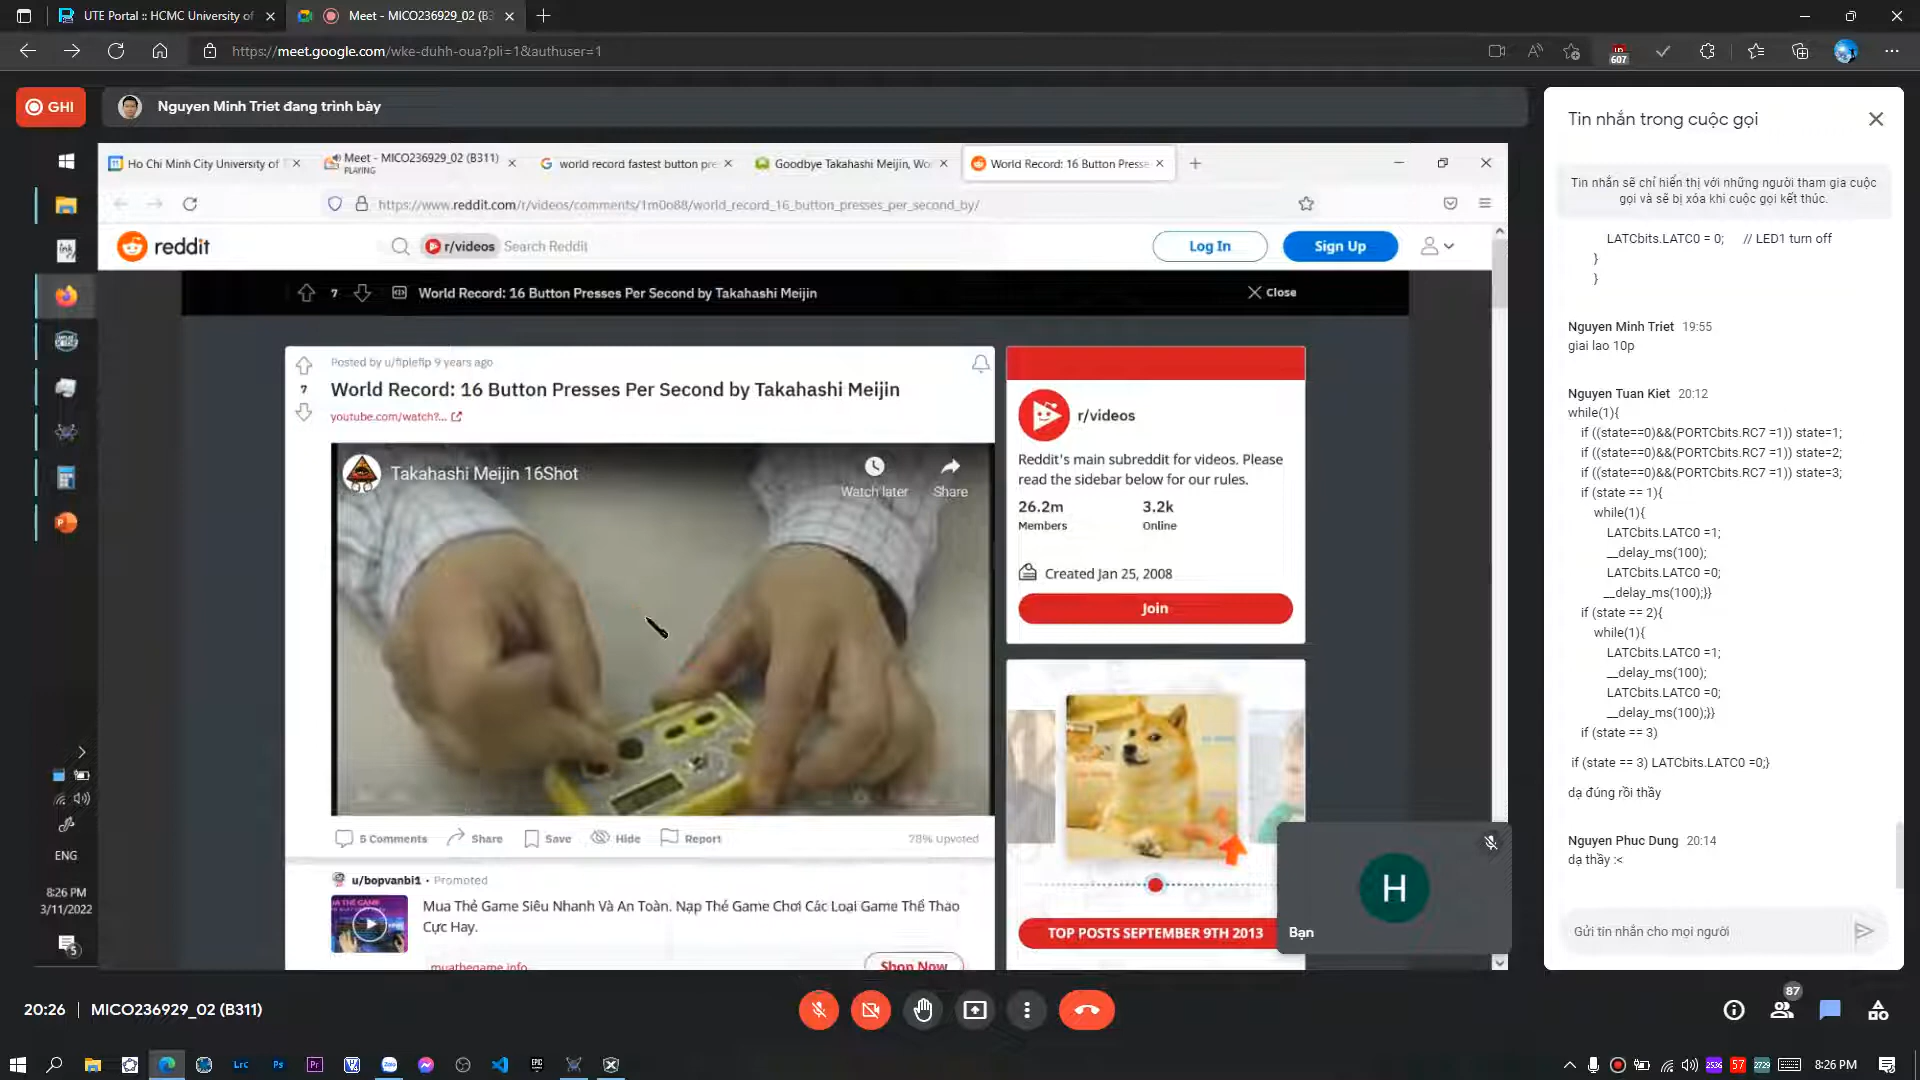 UTE Portal :: HCMC University of
Meet - MICO236929_02 (B3
https://meet.google.com/wke-duhh-oua?pli=1&authuser=1
607
GHI
Nguyen Minh Triet đang trình bày
Ho Chi Minh City University of T
Meet - MICO236929_02 (B311)
PLAYING
world record fastest button pre
Goodbye Takahashi Meijin, Wo
World Record: 16 Button Presse
https://www.reddit.com/r/videos/comments/1m0o88/world_record_16_button_presses_per_second_by/
reddit
r/videos
Search Reddit
Log In
Sign Up
7
World Record: 16 Button Presses Per Second by Takahashi Meijin
Close
Posted by u/fiplefip 9 years ago
7
World Record: 16 Button Presses Per Second by Takahashi Meijin
youtube.com/watch?...
Takahashi Meijin 16Shot
Watch later
Share
5 Comments
Share
Save
Hide
Report
78% Upvoted
u/bopvanbi1 • Promoted
Mua Thẻ Game Siêu Nhanh Và An Toàn. Nạp Thẻ Game Chơi Các Loại Game Thể Thao
Cực Hay.
muathegame.info
Shop Now
r/videos
Reddit's main subreddit for videos. Please
read the sidebar below for our rules.
26.2m
3.2k
Members
Online
Created Jan 25, 2008
Join
TOP POSTS SEPTEMBER 9TH 2013
H
Bạn
ENG
8:26 PM
3/11/2022
5
Tin nhắn trong cuộc gọi
Tin nhắn sẽ chỉ hiển thị với những người tham gia cuộc
gọi và sẽ bị xóa khi cuộc gọi kết thúc.
LATCbits.LATC0 = 0; // LED1 turn off
}
}
Nguyen Minh Triet 19:55
giai lao 10p
Nguyen Tuan Kiet 20:12
while(1){
if ((state==0)&&(PORTCbits.RC7 =1)) state=1;
if ((state==0)&&(PORTCbits.RC7 =1)) state=2;
if ((state==0)&&(PORTCbits.RC7 =1)) state=3;
if (state == 1){
while(1){
LATCbits.LATC0 =1;
__delay_ms(100);
LATCbits.LATC0 =0;
__delay_ms(100);}}
if (state == 2){
while(1){
LATCbits.LATC0 =1;
__delay_ms(100);
LATCbits.LATC0 =0;
__delay_ms(100);}}
if (state == 3)
if (state == 3) LATCbits.LATC0 =0;}
dạ đúng rồi thầy
Nguyen Phuc Dung 20:14
dạ thầy :<
Gửi tin nhắn cho mọi người
20:26 | MICO236929_02 (B311)
87
LrC
Ps
Pr
Zalo
EPIC
2536
57
2729
8:26 PM